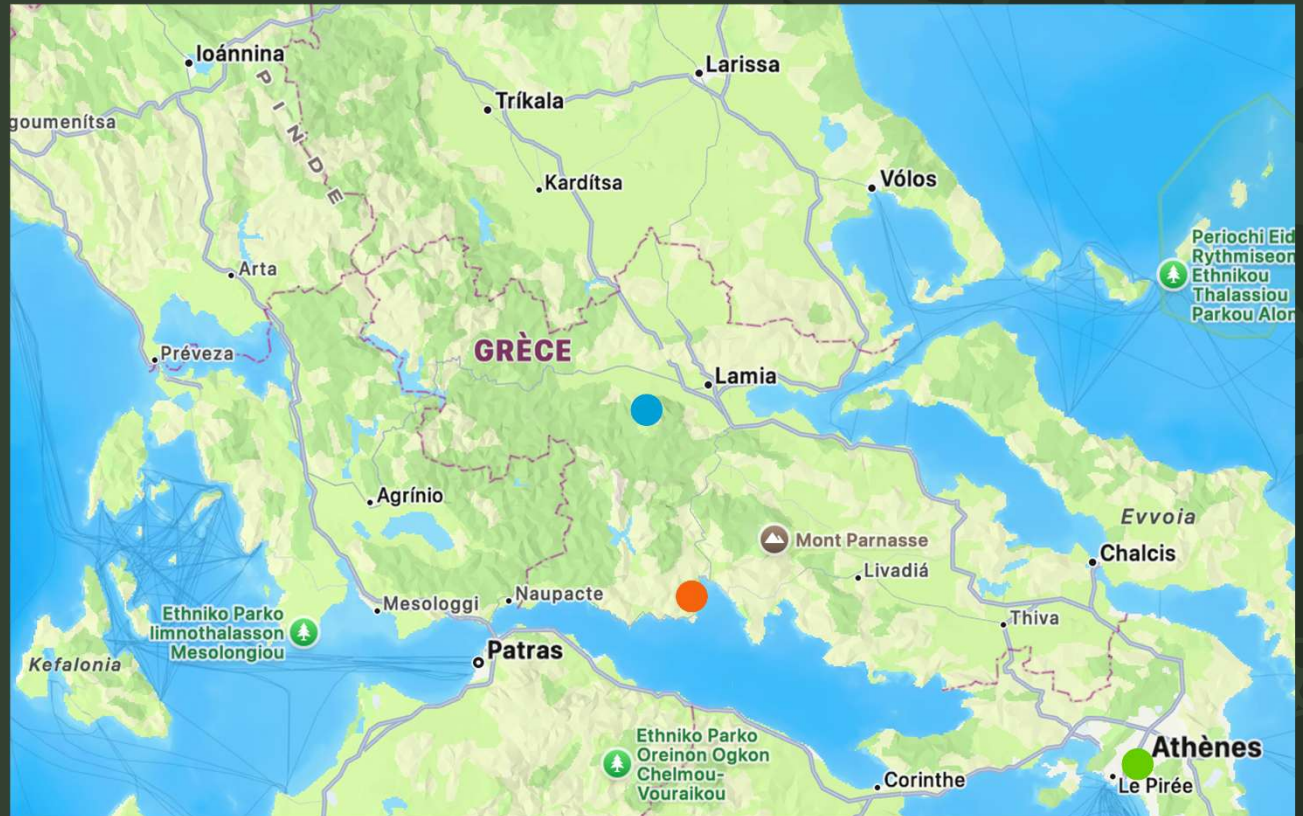 Ioánnina
PINDE
goumenítsa
Larissa
Tríkala
Kardítsa
Vólos
Periochi Eid
Rythmiseon
Ethnikou
Thalassiou
Parkou Alon
Arta
Préveza
GRÈCE
Lamia
Agrínio
Evvoia
Mont Parnasse
Chalcis
Livadiá
Mesologgi
Naupacte
Ethniko Parko
limnothalasson
Mesolongiou
Thiva
Patras
Kefalonia
Ethniko Parko
Oreinon Ogkon
Chelmou-
Vouraikou
Athènes
Corinthe
Le Pirée